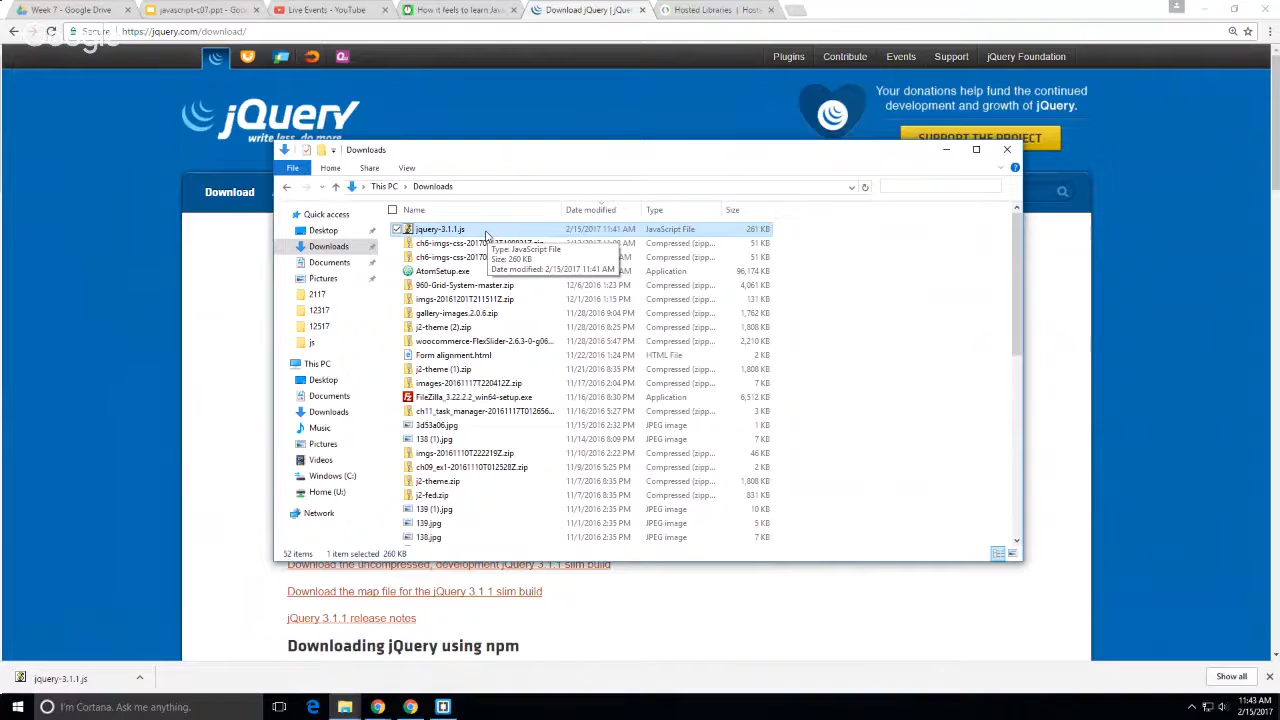 Week 7 - Google Drive
javascript-c07.ppt - Google
Live Events - YouTube
How it feels to learn Java
Download jQuery | jQue
Hosted Libraries | Hoste
https://jquery.com/download/
Google
Plugins
Contribute
Events
Support
jQuery Foundation
jQuery
write less, do more.
Your donations help fund the continued
development and growth of jQuery.
SUPPORT THE PROJECT
Download
Downloads
File
Home
Share
View
This PC
Downloads
Name
Date modified
Type
Size
Quick access
Desktop
Downloads
Documents
Pictures
2117
12317
12517
js
This PC
Desktop
Documents
Downloads
Music
Pictures
Videos
Windows (C:)
Home (U:)
Network
jquery-3.1.1.js 2/15/2017 11:41 AM JavaScript File 261 KB
Compressed (zipp... 51 KB
Compressed (zipp... 51 KB
Type: JavaScript File
Size: 260 KB
Date modified: 2/15/2017 11:41 AM
AtomSetup.exe Application 96,174 KB
960-Grid-System-master.zip 12/6/2016 1:23 PM Compressed (zipp... 4,061 KB
imgs-20161201T211511Z.zip 12/1/2016 1:15 PM Compressed (zipp... 131 KB
gallery-images.2.0.6.zip 11/28/2016 9:04 PM Compressed (zipp... 1,762 KB
j2-theme (2).zip 11/28/2016 8:25 PM Compressed (zipp... 1,808 KB
woocommerce-FlexSlider-2.6.3-0-g06... 11/28/2016 5:47 PM Compressed (zipp... 2,210 KB
Form alignment.html 11/22/2016 1:24 PM HTML File 2 KB
j2-theme (1).zip 11/21/2016 8:35 PM Compressed (zipp... 1,808 KB
images-20161117T220412Z.zip 11/17/2016 2:04 PM Compressed (zipp... 7 KB
FileZilla_3.22.2.2_win64-setup.exe 11/16/2016 8:30 PM Application 6,512 KB
ch11_task_manager-20161117T012656... 11/16/2016 5:27 PM Compressed (zipp... 3 KB
3d53a06.jpg 11/15/2016 2:32 PM JPEG image 1 KB
138 (1).jpg 11/14/2016 8:09 PM JPEG image 7 KB
imgs-20161110T222219Z.zip 11/10/2016 2:22 PM Compressed (zipp... 46 KB
ch09_ex1-20161110T012528Z.zip 11/9/2016 5:25 PM Compressed (zipp... 2 KB
j2-theme.zip 11/7/2016 8:35 PM Compressed (zipp... 1,808 KB
j2-fed.zip 11/7/2016 8:35 PM Compressed (zipp... 831 KB
139 (1).jpg 11/1/2016 2:35 PM JPEG image 10 KB
139.jpg 11/1/2016 2:35 PM JPEG image 5 KB
138.jpg 11/1/2016 2:35 PM JPEG image 7 KB
52 items 1 item selected 260 KB
Download the uncompressed, development jQuery 3.1.1 slim build
Download the map file for the jQuery 3.1.1 slim build
jQuery 3.1.1 release notes
Downloading jQuery using npm
jquery-3.1.1.js
Show all
I'm Cortana. Ask me anything.
11:43 AM
2/15/2017